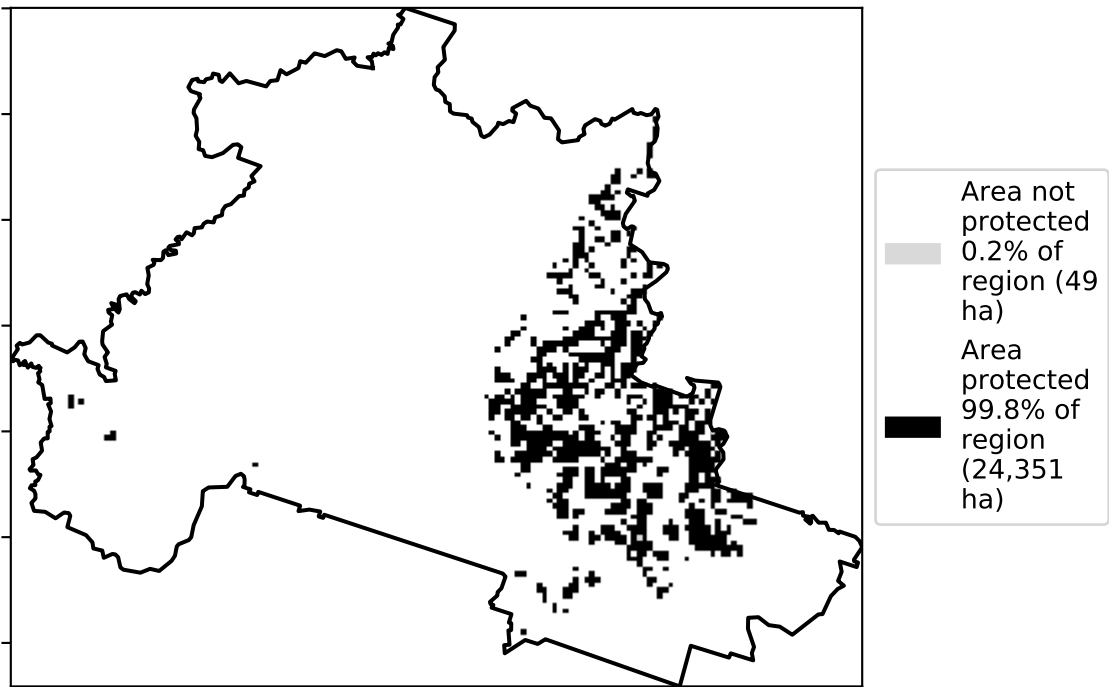 Area not
protected
0.2% of
region (49
ha)
Area
protected
99.8% of
region
(24,351
ha)